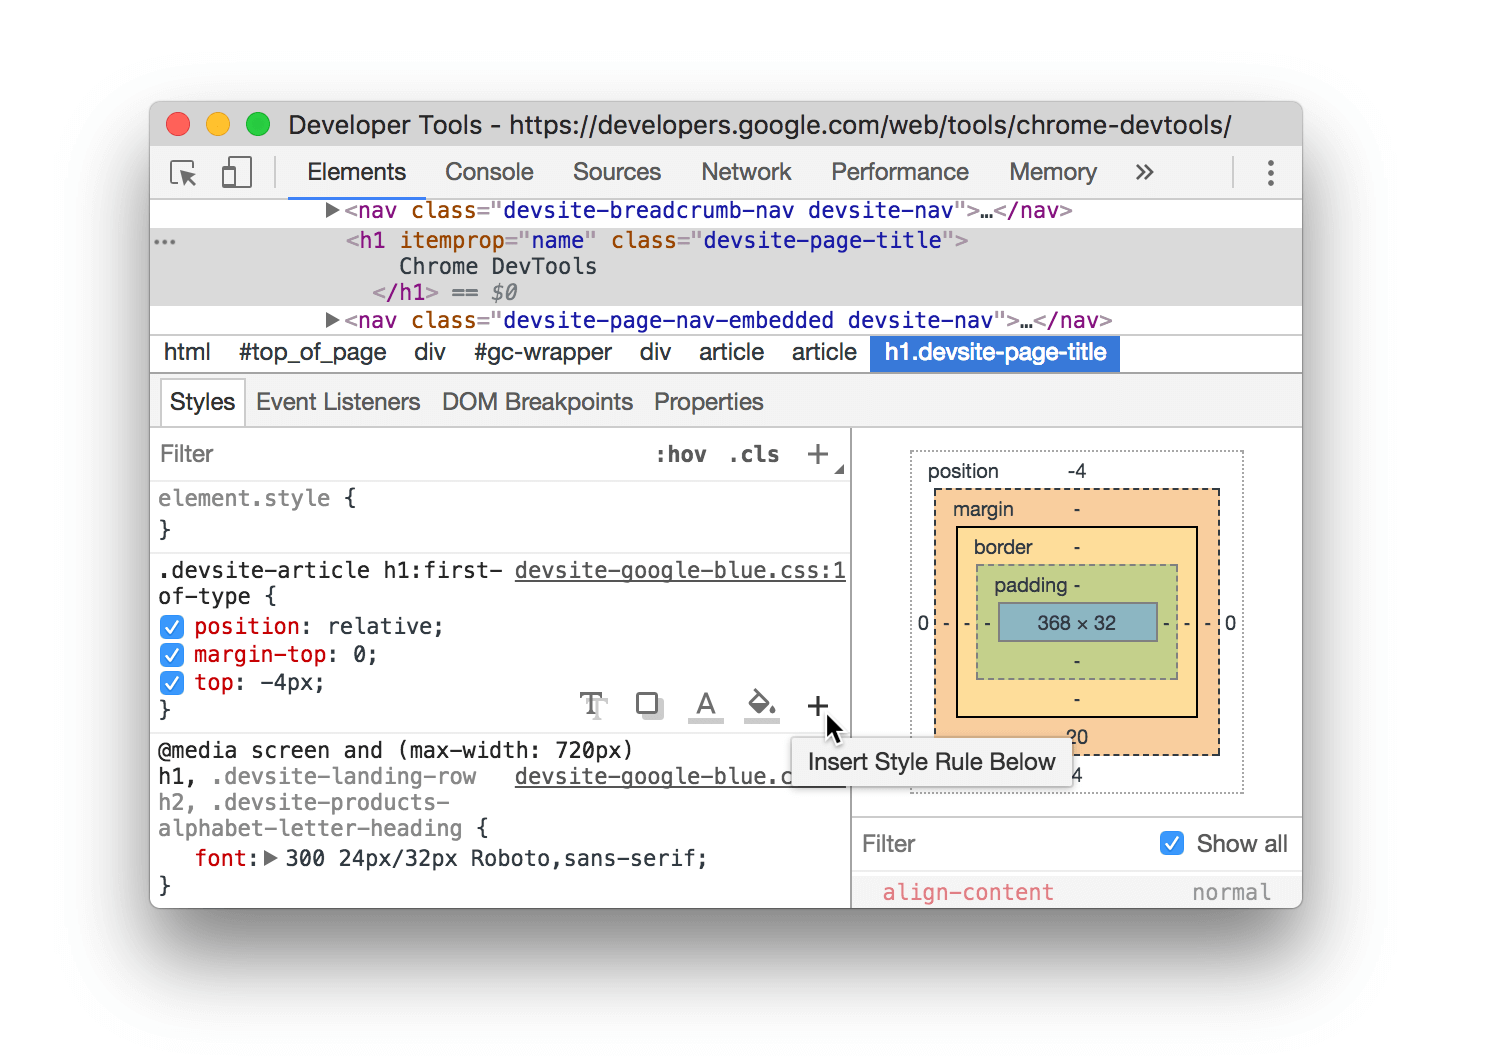 Developer Tools - https://developers.google.com/web/tools/chrome-devtools/
Elements Console Sources Network Performance Memory »
▶<nav class="devsite-breadcrumb-nav devsite-nav">…</nav>
… <h1 itemprop="name" class="devsite-page-title">
Chrome DevTools
</h1> == $0
▶<nav class="devsite-page-nav-embedded devsite-nav">…</nav>
html #top_of_page div #gc-wrapper div article article h1.devsite-page-title
Styles Event Listeners DOM Breakpoints Properties
Filter :hov .cls +
element.style {
}
.devsite-article h1:first- devsite-google-blue.css:1
of-type {
position: relative;
margin-top: 0;
top: -4px;
}
@media screen and (max-width: 720px)
h1, .devsite-landing-row devsite-google-blue.c
h2, .devsite-products-
alphabet-letter-heading {
font:▶300 24px/32px Roboto,sans-serif;
}
Insert Style Rule Below
position -4
margin -
border -
padding -
0 - - - 368 × 32 - - - 0
-
-
20
4
Filter Show all
align-content normal